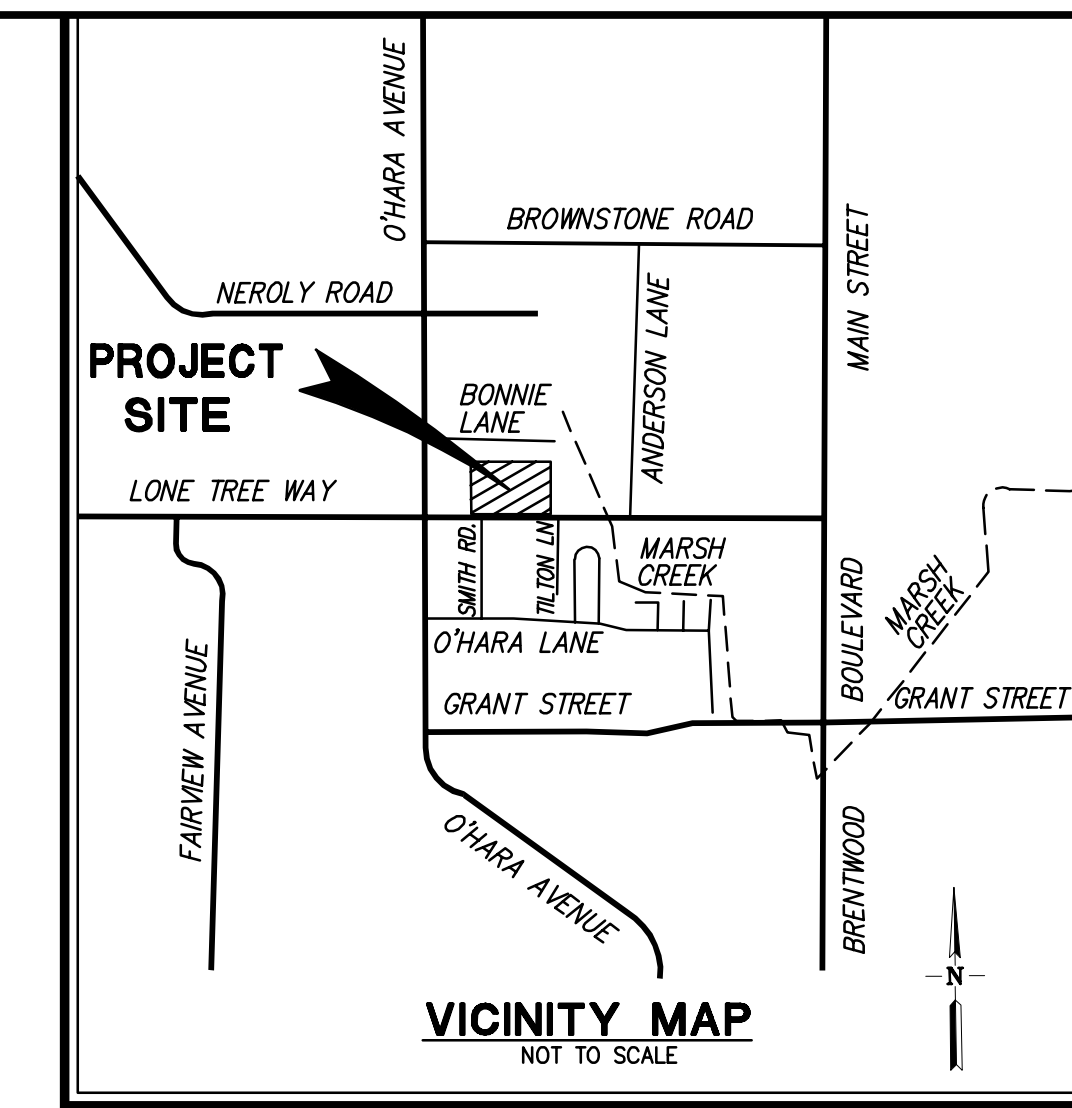 O'HARA AVENUE
BROWNSTONE ROAD
MAIN STREET
NEROLY ROAD
ANDERSON LANE
PROJECT
SITE
BONNIE
LANE
LONE TREE WAY
SMITH RD.
TILTON LN
MARSH
CREEK
MARSH
CREEK
O'HARA LANE
BOULEVARD
GRANT STREET
GRANT STREET
FAIRVIEW AVENUE
O'HARA AVENUE
BRENTWOOD
N
VICINITY MAP
NOT TO SCALE